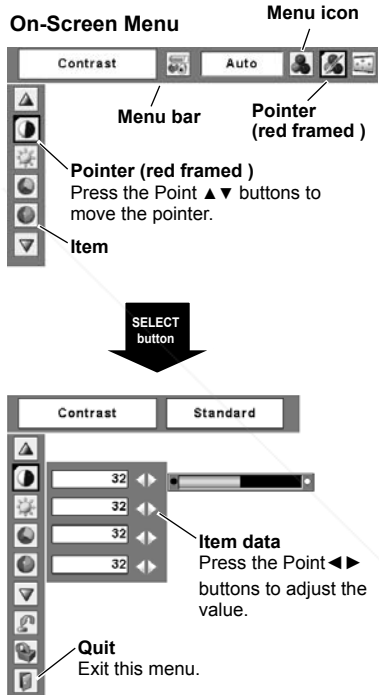 On-Screen Menu
Menu icon
Contrast
Auto
Menu bar
Pointer
(red framed )
Pointer (red framed )
Press the Point ▲▼ buttons to
move the pointer.
Item
SELECT
button
Contrast
Standard
32
32
32
32
Item data
Press the Point◄►
buttons to adjust the
value.
Quit
Exit this menu.